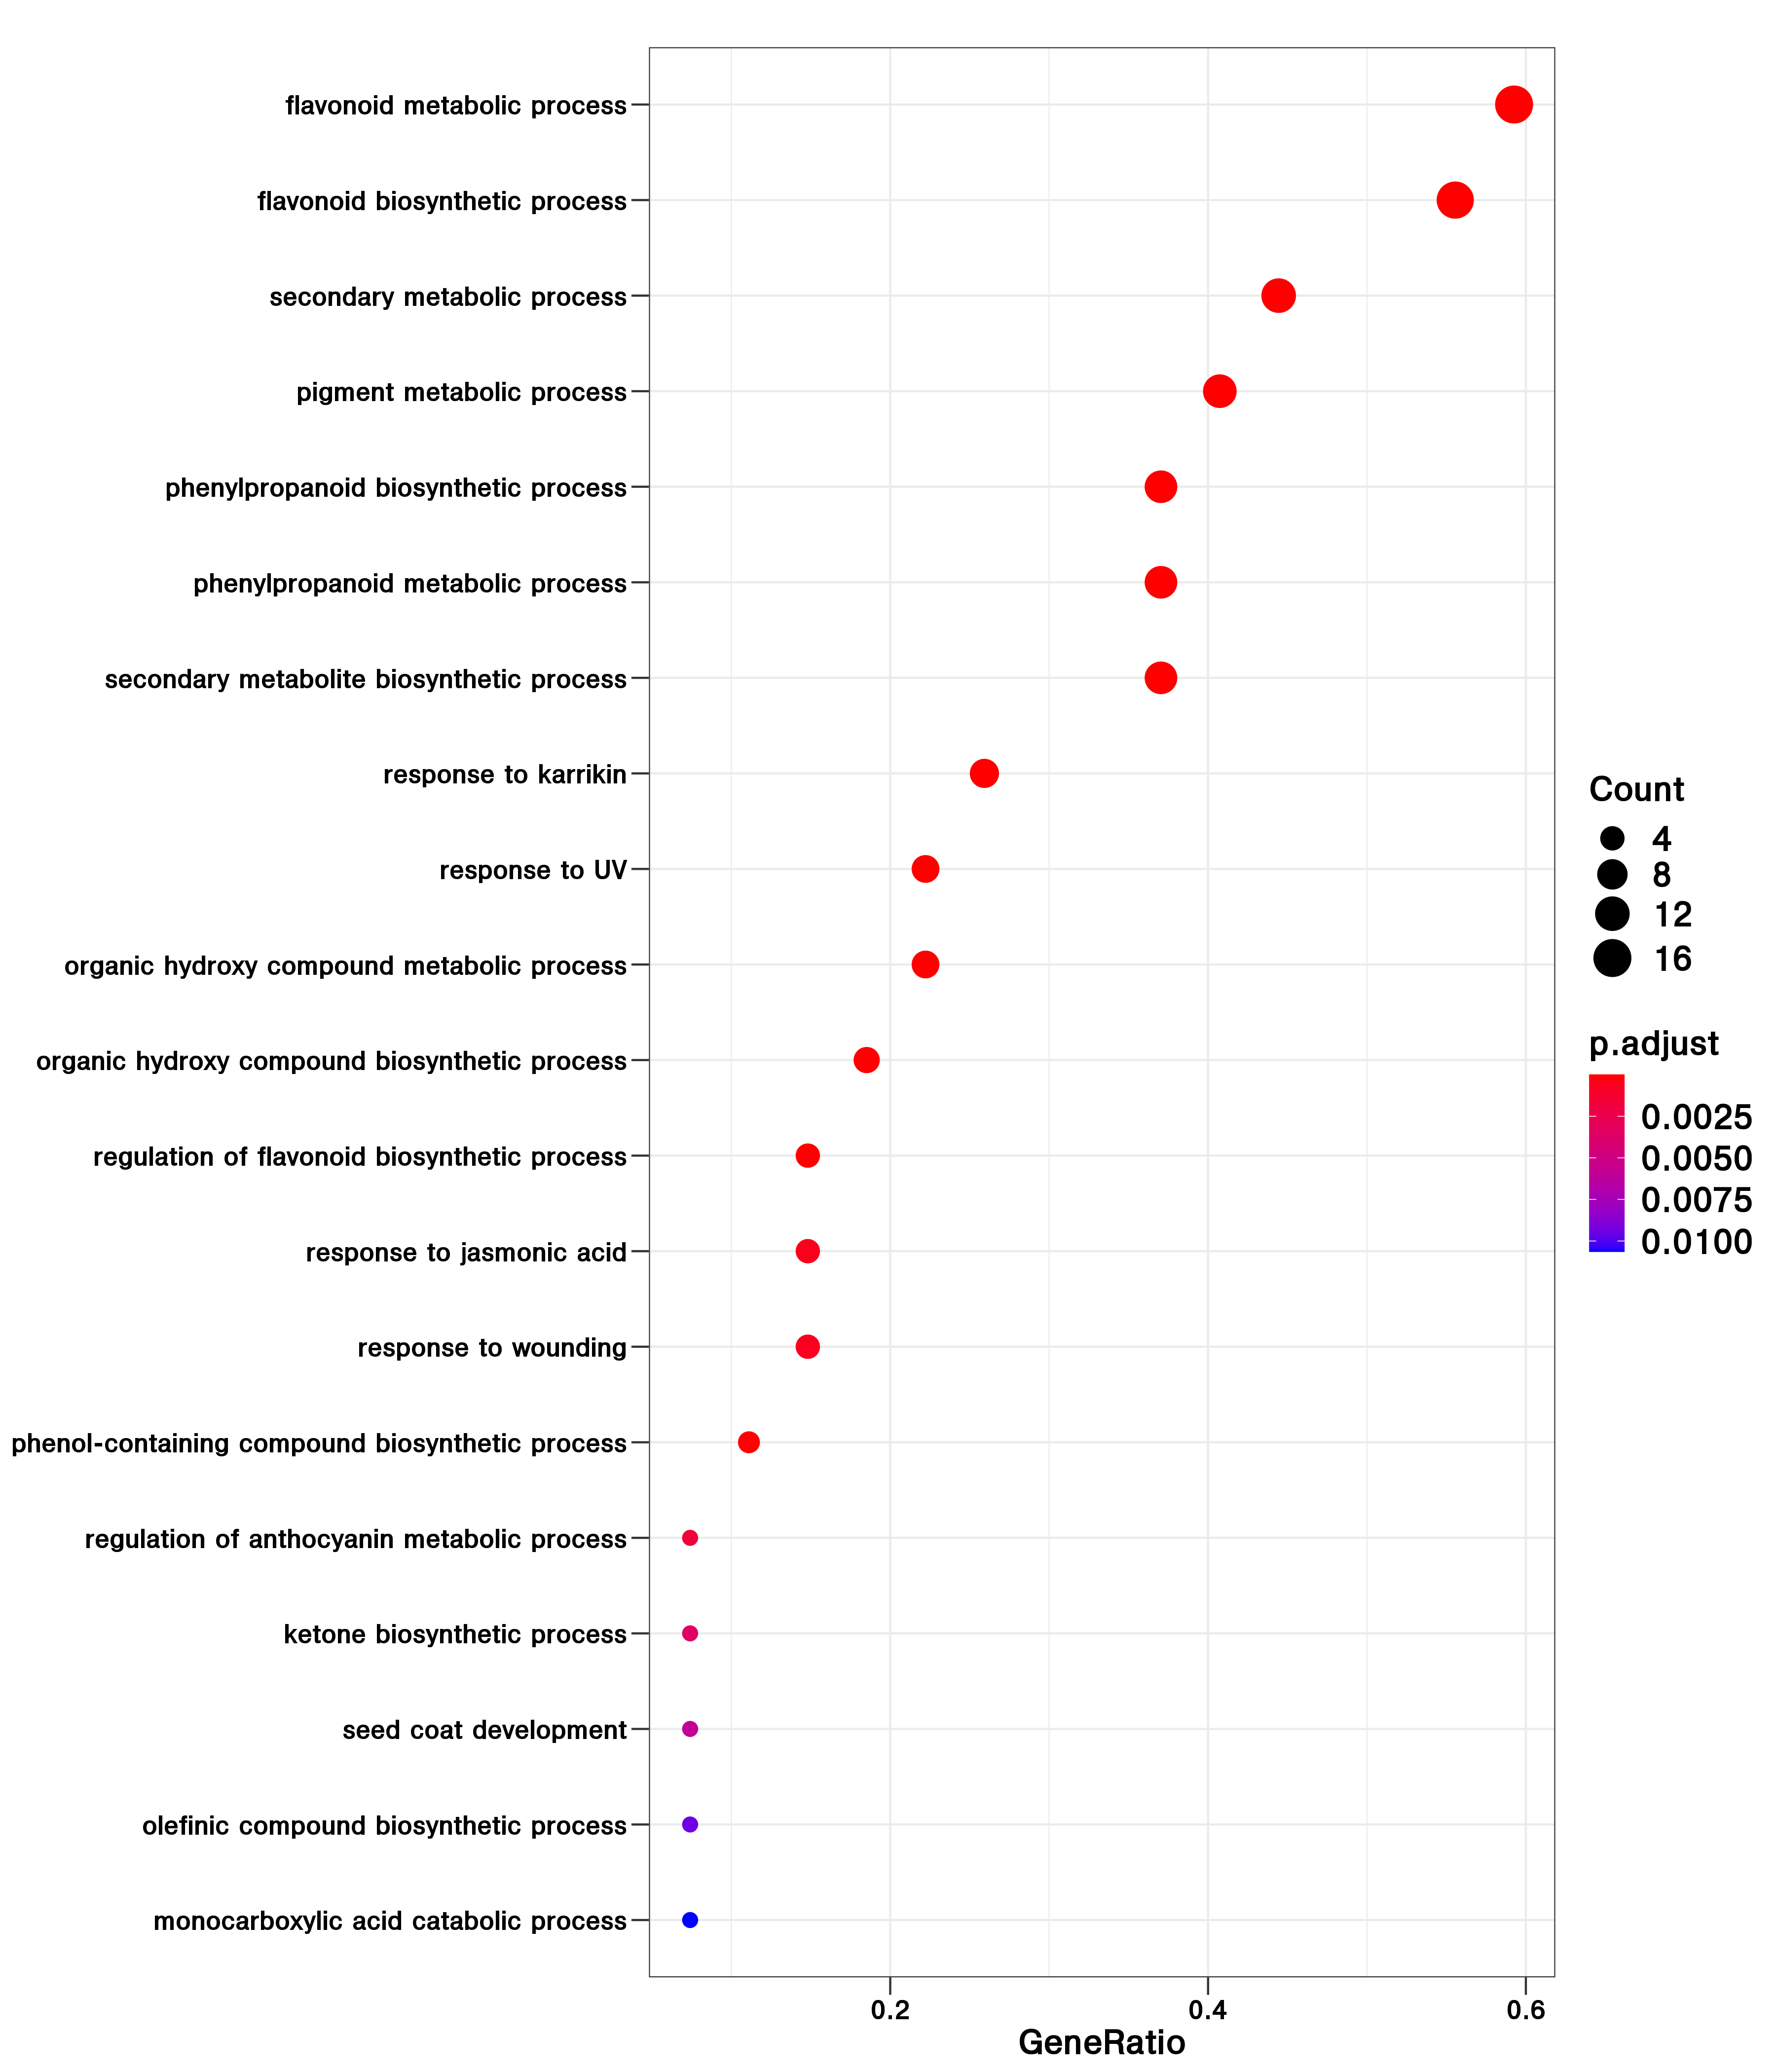 flavonoid metabolic process
flavonoid biosynthetic process
secondary metabolic process
pigment metabolic process
phenylpropanoid biosynthetic process
phenylpropanoid metabolic process
secondary metabolite biosynthetic process
response to karrikin
response to UV
organic hydroxy compound metabolic process
organic hydroxy compound biosynthetic process
regulation of flavonoid biosynthetic process
response to jasmonic acid
response to wounding
phenol-containing compound biosynthetic process
regulation of anthocyanin metabolic process
ketone biosynthetic process
seed coat development
olefinic compound biosynthetic process
monocarboxylic acid catabolic process
0.2 0.4 0.6
GeneRatio
Count
4
8
12
16
p.adjust
0.0025
0.0050
0.0075
0.0100